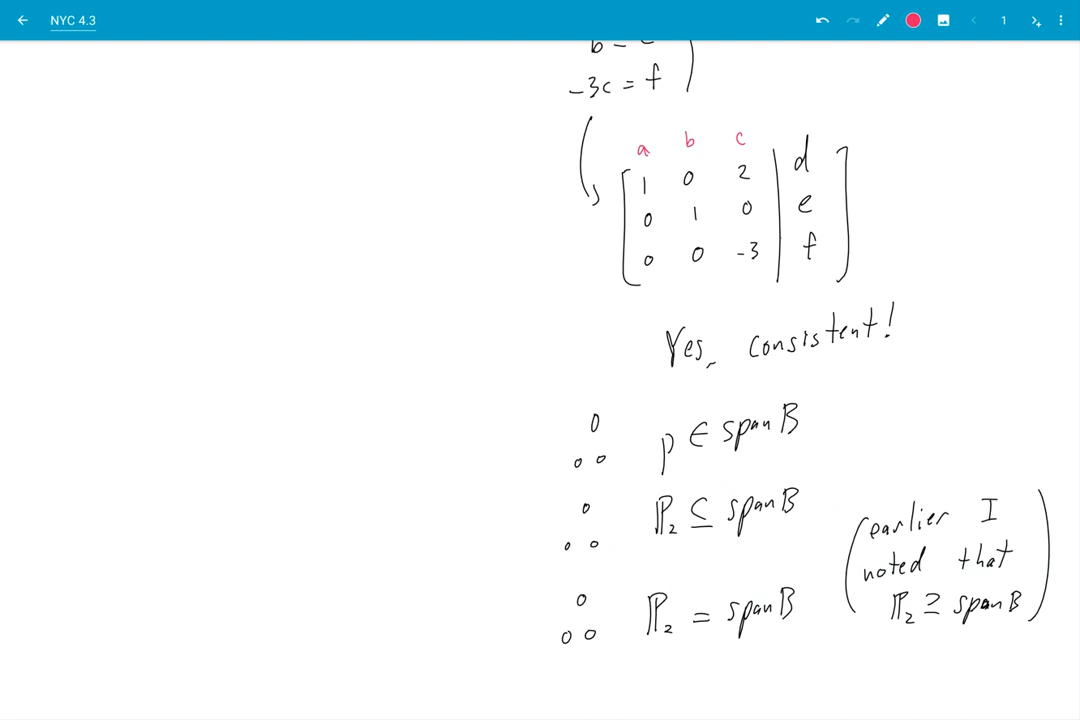 NYC 4.3
1
-3c = f
a b c
1 0 2 d
0 1 0 e
0 0 -3 f
Yes, consistent!
∴ p ∈ span B
∴ ℙ₂ ⊆ span B
(earlier I
noted that
ℙ₂ ⊇ span B)
∴ ℙ₂ = span B